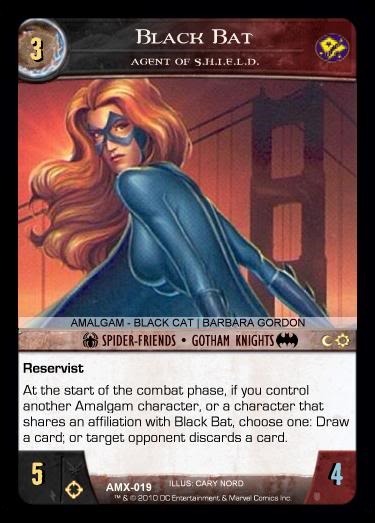 3
BLACK BAT
AGENT OF S.H.I.E.L.D.
AMALGAM - BLACK CAT | BARBARA GORDON
SPIDER-FRIENDS • GOTHAM KNIGHTS
Reservist
At the start of the combat phase, if you control
another Amalgam character, or a character that
shares an affiliation with Black Bat, choose one: Draw
a card; or target opponent discards a card.
5
AMX-019
ILLUS: CARY NORD
™ & © 2010 DC Entertainment & Marvel Comics Inc.
4